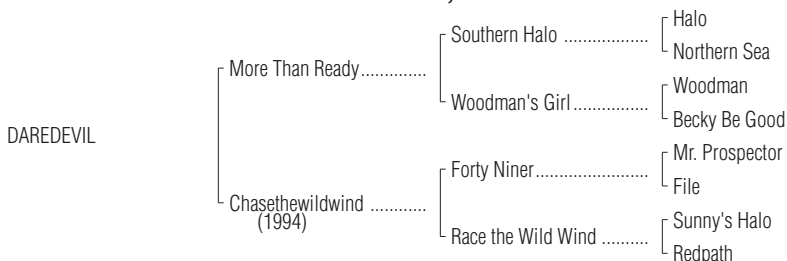 Halo
Southern Halo ...................
Northern Sea
More Than Ready..............
Woodman
Woodman's Girl.................
Becky Be Good
DAREDEVIL
Mr. Prospector
Forty Niner.........................
File
Chasethewildwind ............
(1994)
Sunny's Halo
Race the Wild Wind ..........
Redpath